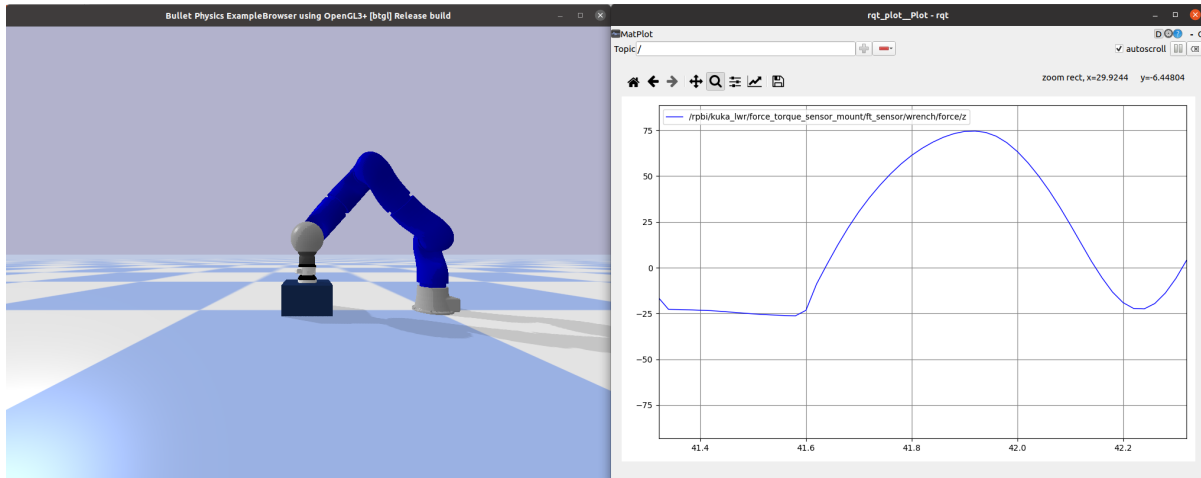 Bullet Physics ExampleBrowser using OpenGL3+ [btgl] Release build
rqt_plot__Plot - rqt
MatPlot
D
Topic /
autoscroll
zoom rect, x=29.9244 y=-6.44804
/rpbi/kuka_lwr/force_torque_sensor_mount/ft_sensor/wrench/force/z
75
50
25
0
−25
−50
−75
41.4 41.6 41.8 42.0 42.2